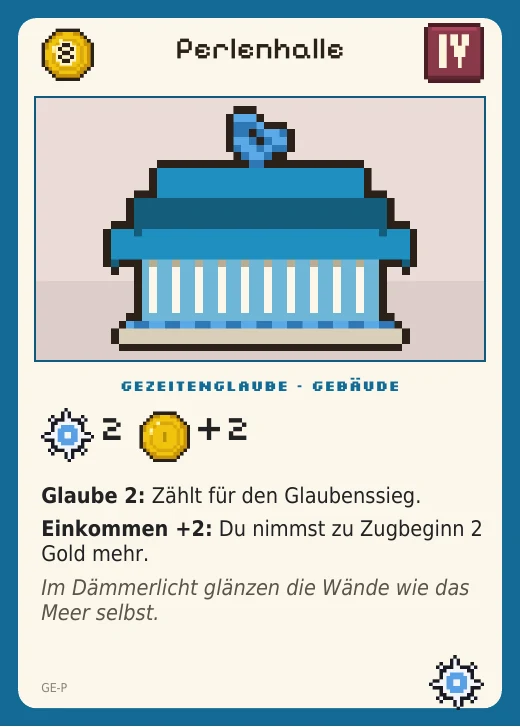 8
Perlenhalle
IV
GEZEITENGLAUBE - GEBÄUDE
2
+2
Glaube 2: Zählt für den Glaubenssieg.
Einkommen +2: Du nimmst zu Zugbeginn 2
Gold mehr.
Im Dämmerlicht glänzen die Wände wie das
Meer selbst.
GE-P